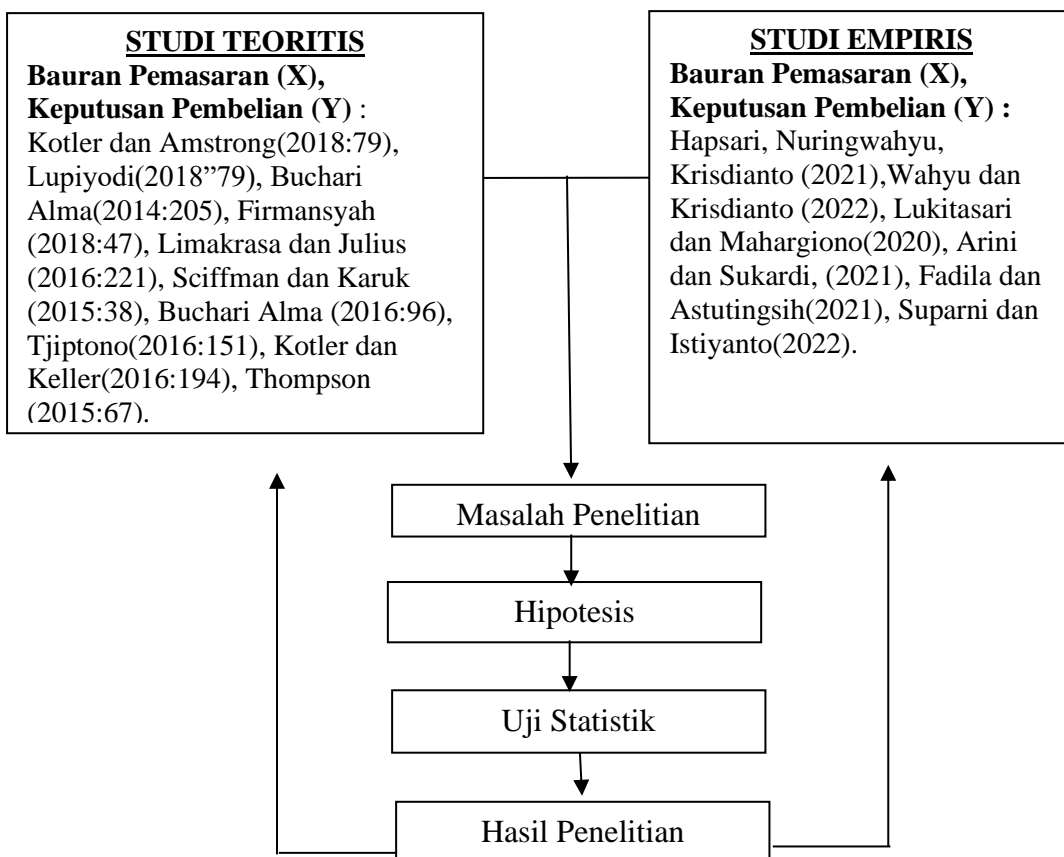 STUDI TEORITIS
Bauran Pemasaran (X),
Keputusan Pembelian (Y) :
Kotler dan Amstrong(2018:79),
Lupiyodi(2018”79), Buchari
Alma(2014:205), Firmansyah
(2018:47), Limakrasa dan Julius
(2016:221), Sciffman dan Karuk
(2015:38), Buchari Alma (2016:96),
Tjiptono(2016:151), Kotler dan
Keller(2016:194), Thompson
(2015:67).
STUDI EMPIRIS
Bauran Pemasaran (X),
Keputusan Pembelian (Y) :
Hapsari, Nuringwahyu,
Krisdianto (2021),Wahyu dan
Krisdianto (2022), Lukitasari
dan Mahargiono(2020), Arini
dan Sukardi, (2021), Fadila dan
Astutingsih(2021), Suparni dan
Istiyanto(2022).
Masalah Penelitian
Hipotesis
Uji Statistik
Hasil Penelitian